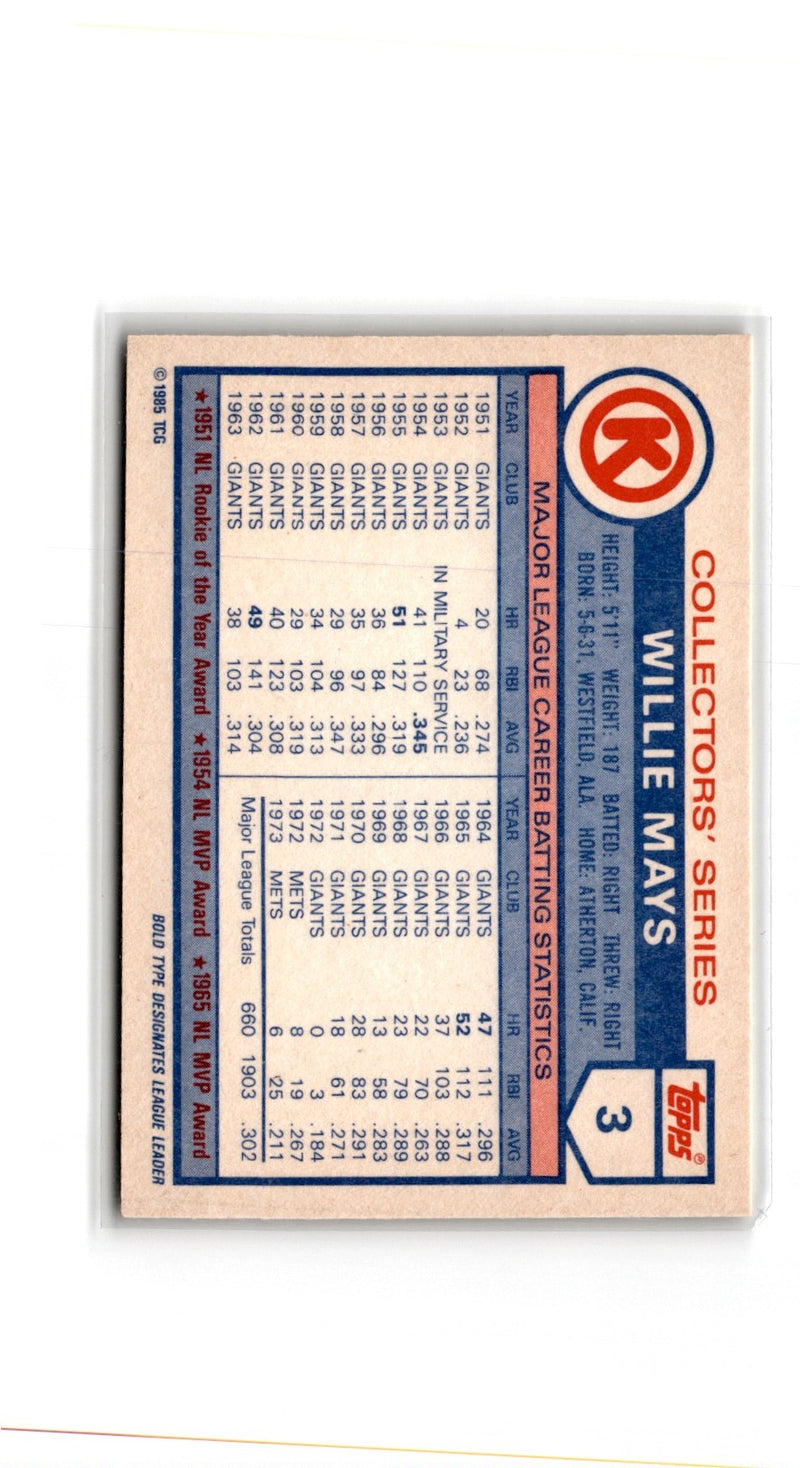 COLLECTORS' SERIES
K
WILLIE MAYS
topps®
HEIGHT: 5'11" WEIGHT: 187 BATTED: RIGHT THREW: RIGHT
BORN: 5-6-31, WESTFIELD, ALA. HOME: ATHERTON, CALIF.
3
MAJOR LEAGUE CAREER BATTING STATISTICS
YEAR CLUB HR RBI AVG
1951 GIANTS 20 68 .274
1952 GIANTS 4 23 .236
1953 GIANTS IN MILITARY SERVICE
1954 GIANTS 41 110 .345
1955 GIANTS 51 127 .319
1956 GIANTS 36 84 .296
1957 GIANTS 35 97 .333
1958 GIANTS 29 96 .347
1959 GIANTS 34 104 .313
1960 GIANTS 29 103 .319
1961 GIANTS 40 123 .308
1962 GIANTS 49 141 .304
1963 GIANTS 38 103 .314
YEAR CLUB HR RBI AVG
1964 GIANTS 47 111 .296
1965 GIANTS 52 112 .317
1966 GIANTS 37 103 .288
1967 GIANTS 22 70 .263
1968 GIANTS 23 79 .289
1969 GIANTS 13 58 .283
1970 GIANTS 28 83 .291
1971 GIANTS 18 61 .271
1972 GIANTS 0 3 .184
1972 METS 8 19 .267
1973 METS 6 25 .211
Major League Totals 660 1903 .302
★1951 NL Rookie of the Year Award ★1954 NL MVP Award ★1965 NL MVP Award
© 1985 TCG
BOLD TYPE DESIGNATES LEAGUE LEADER